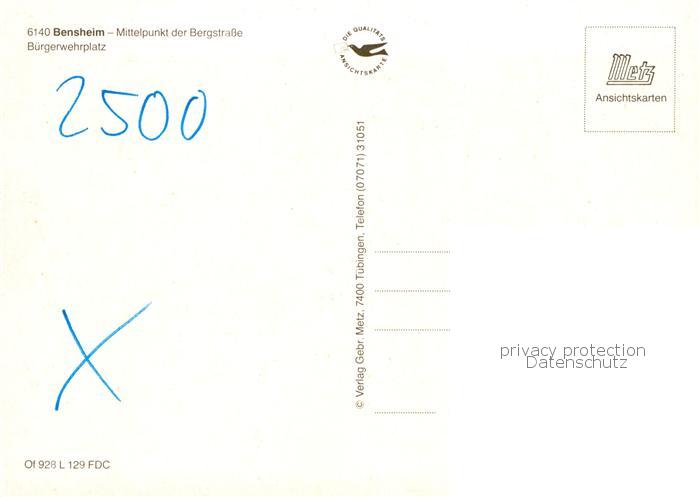 6140 Bensheim – Mittelpunkt der Bergstraße
Bürgerwehrplatz
2500
X
DIE QUALITÄTS
ANSICHTSKARTE
Metz
Ansichtskarten
© Verlag Gebr. Metz, 7400 Tübingen, Telefon (07071) 31051
privacy protection
Datenschutz
Of 928 L 129 FDC